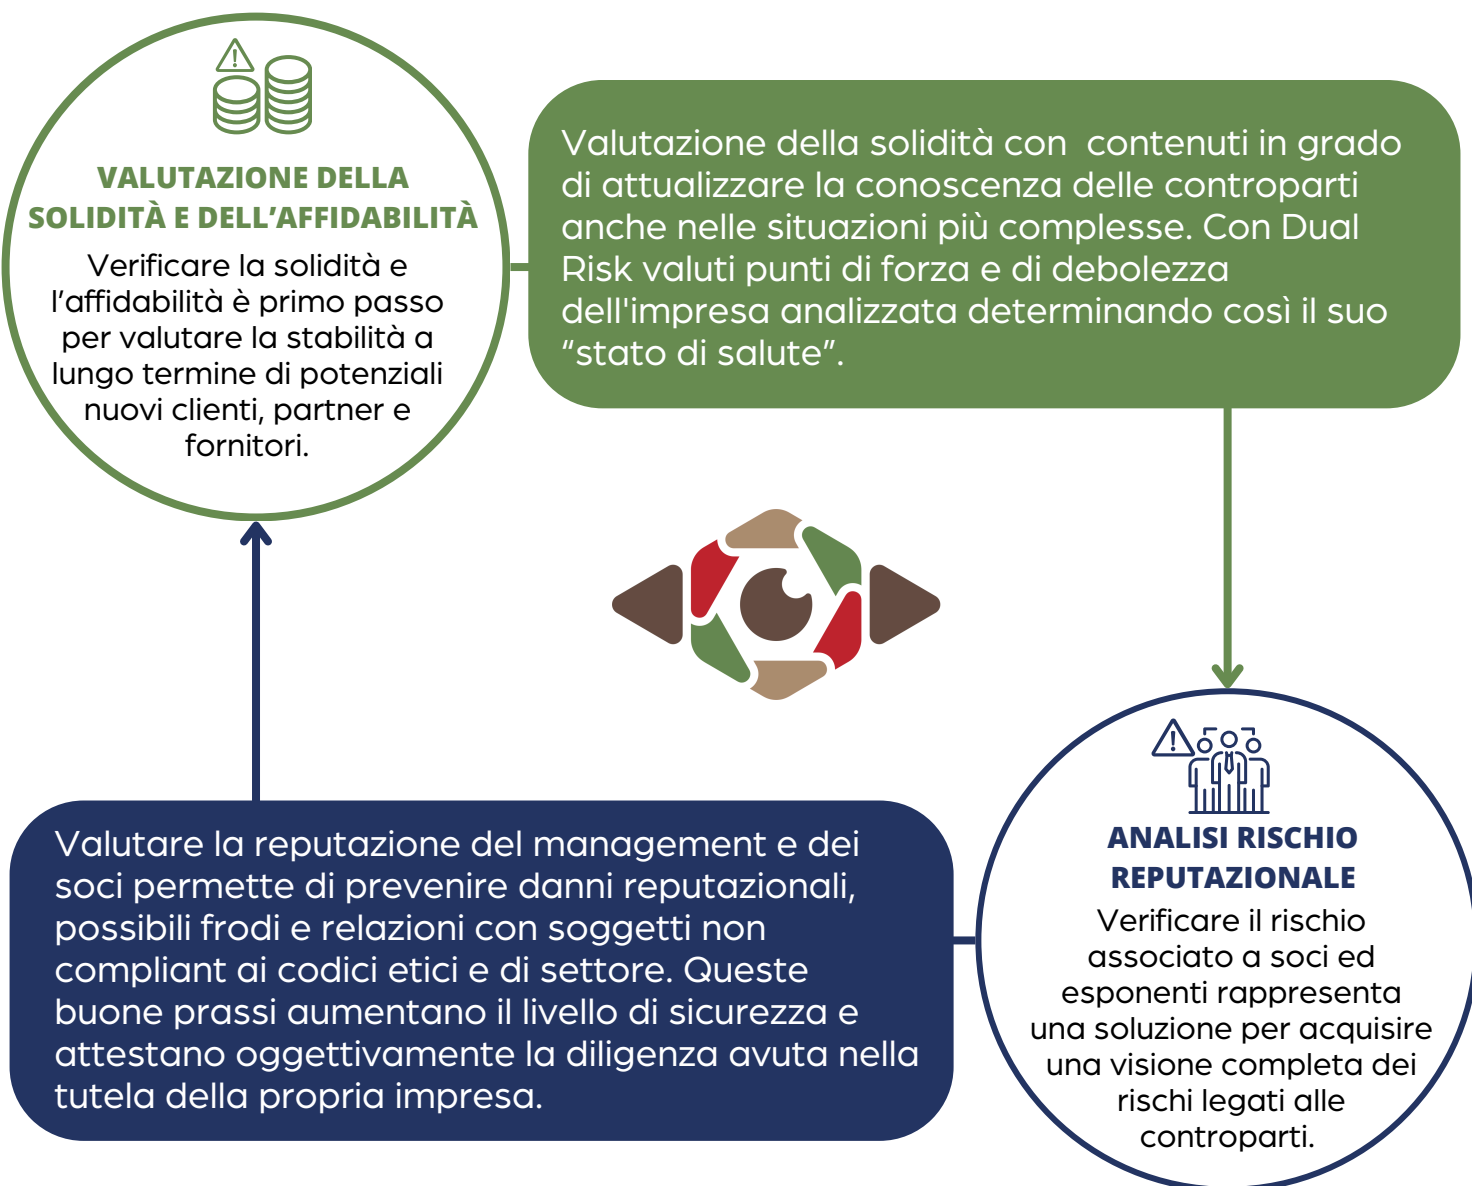 VALUTAZIONE DELLA
SOLIDITÀ E DELL’AFFIDABILITÀ
Verificare la solidità e
l’affidabilità è primo passo
per valutare la stabilità a
lungo termine di potenziali
nuovi clienti, partner e
fornitori.
Valutazione della solidità con  contenuti in grado
di attualizzare la conoscenza delle controparti
anche nelle situazioni più complesse. Con Dual
Risk valuti punti di forza e di debolezza
dell'impresa analizzata determinando così il suo
“stato di salute”.
ANALISI RISCHIO
REPUTAZIONALE
Verificare il rischio
associato a soci ed
esponenti rappresenta
una soluzione per acquisire
una visione completa dei
rischi legati alle
controparti.
Valutare la reputazione del management e dei
soci permette di prevenire danni reputazionali,
possibili frodi e relazioni con soggetti non
compliant ai codici etici e di settore. Queste
buone prassi aumentano il livello di sicurezza e
attestano oggettivamente la diligenza avuta nella
tutela della propria impresa.